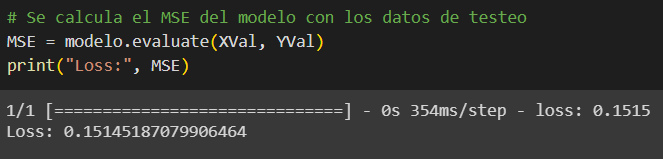 # Se calcula el MSE del modelo con los datos de testeo
MSE = modelo.evaluate(XVal, YVal)
print("Loss:", MSE)
1/1 [==============================] - 0s 354ms/step - loss: 0.1515
Loss: 0.15145187079906464